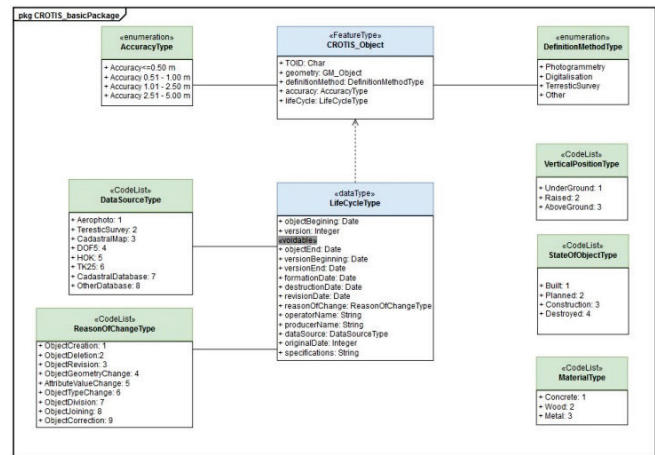 pkg CROTIS_basicPackage
«enumeration»
AccuracyType
+ Accuracy<=0.50 m
+ Accuracy 0.51 - 1.00 m
+ Accuracy 1.01 - 2.50 m
+ Accuracy 2.51 - 5.00 m
«FeatureType»
CROTIS_Object
+ TOID: Char
+ geometry: GM_Object
+ definitionMethod: DefinitionMethodType
+ accuracy: AccuracyType
+ lifeCycle: LifeCycleType
«enumeration»
DefinitionMethodType
+ Photogrammetry
+ Digitalisation
+ TerresticSurvey
+ Other
«CodeList»
VerticalPositionType
+ UnderGround: 1
+ Raised: 2
+ AboveGround: 3
«CodeList»
DataSourceType
+ Aerophoto: 1
+ TeresticSurvey: 2
+ CadastralMap: 3
+ DOF5: 4
+ HOK: 5
+ TK25: 6
+ CadastralDatabase: 7
+ OtherDatabase: 8
«dataType»
LifeCycleType
+ objectBegining: Date
+ version: Integer
«voidable»
+ objectEnd: Date
+ versionBeginning: Date
+ versionEnd: Date
+ formationDate: Date
+ destructionDate: Date
+ revisionDate: Date
+ reasonOfChange: ReasonOfChangeType
+ operatorName: String
+ producerName: String
+ dataSource: DataSourceType
+ originalDate: Integer
+ specifications: String
«CodeList»
StateOfObjectType
+ Built: 1
+ Planned: 2
+ Construction: 3
+ Destroyed: 4
«CodeList»
ReasonOfChangeType
+ ObjectCreation: 1
+ ObjectDeletion:2
+ ObjectRevision: 3
+ ObjectGeometryChange: 4
+ AttributeValueChange: 5
+ ObjectTypeChange: 6
+ ObjectDivision: 7
+ ObjectJoining: 8
+ ObjectCorrection: 9
«CodeList»
MaterialType
+ Concrete: 1
+ Wood: 2
+ Metal: 3